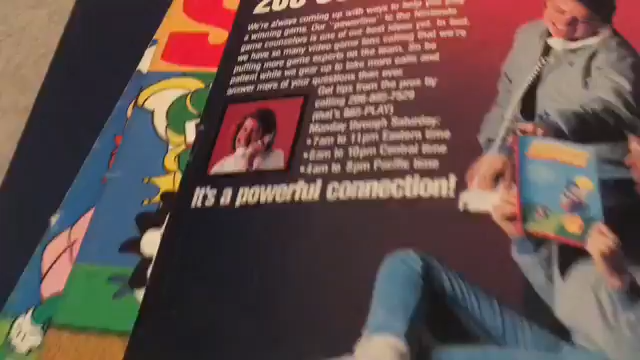 We're always coming up with ways to help you play
a winning game. Our "powerline" to the Nintendo
game counselors is one of our best ideas yet. In fact,
we have so many video game fans calling that we're
putting more game experts on the team. So be
patient while we gear up to take more calls and
answer more of your questions than ever.
Get tips from the pros by
calling 206-885-7529
(that's 885-PLAY)
Monday through Saturday:
•7am to 11pm Eastern time
•6am to 10pm Central time
•4am to 8pm Pacific time
It's a powerful connection!
S